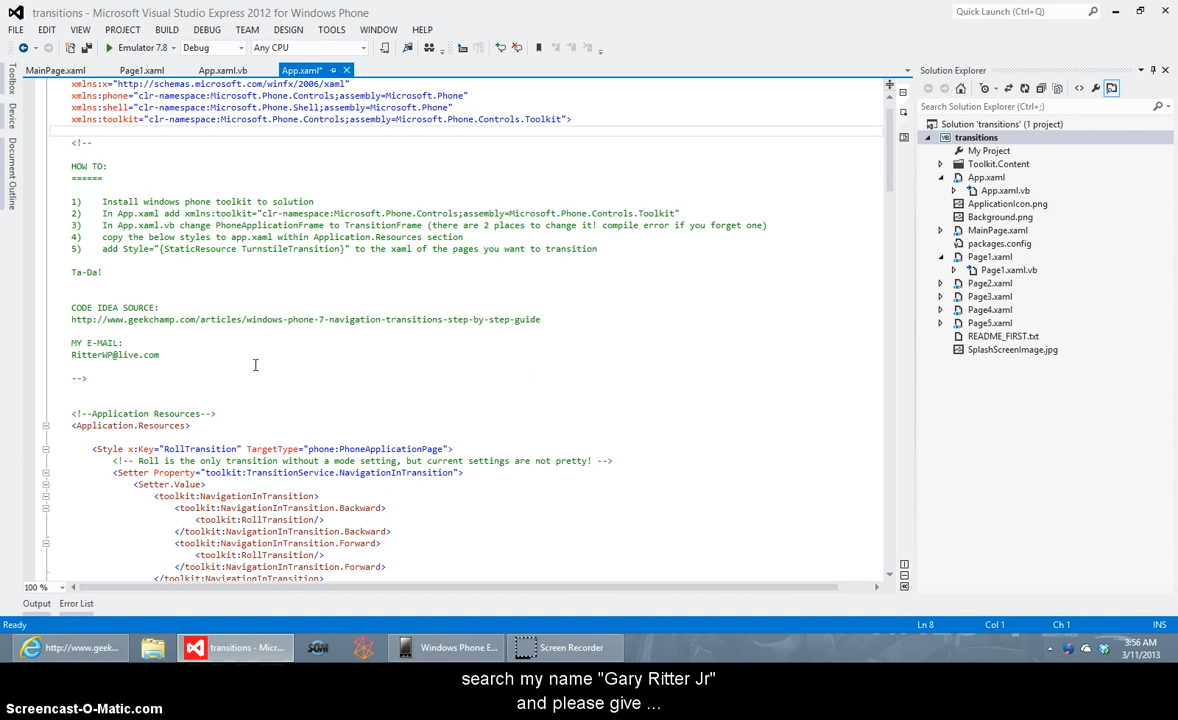 transitions - Microsoft Visual Studio Express 2012 for Windows Phone
Quick Launch (Ctrl+Q)
FILE EDIT VIEW PROJECT BUILD DEBUG TEAM DESIGN TOOLS WINDOW HELP
Emulator 7.8 Debug Any CPU
MainPage.xaml Page1.xaml App.xaml.vb App.xaml*
Toolbox
Device
Document Outline
xmlns:x="http://schemas.microsoft.com/winfx/2006/xaml"
xmlns:phone="clr-namespace:Microsoft.Phone.Controls;assembly=Microsoft.Phone"
xmlns:shell="clr-namespace:Microsoft.Phone.Shell;assembly=Microsoft.Phone"
xmlns:toolkit="clr-namespace:Microsoft.Phone.Controls;assembly=Microsoft.Phone.Controls.Toolkit">
<!--
HOW TO:
======
1) Install windows phone toolkit to solution
2) In App.xaml add xmlns:toolkit="clr-namespace:Microsoft.Phone.Controls;assembly=Microsoft.Phone.Controls.Toolkit"
3) In App.xaml.vb change PhoneApplicationFrame to TransitionFrame (there are 2 places to change it! compile error if you forget one)
4) copy the below styles to app.xaml within Application.Resources section
5) add Style="{StaticResource TurnstileTransition}" to the xaml of the pages you want to transition
Ta-Da!
CODE IDEA SOURCE:
http://www.geekchamp.com/articles/windows-phone-7-navigation-transitions-step-by-step-guide
MY E-MAIL:
RitterWP@live.com
-->
<!--Application Resources-->
<Application.Resources>
<Style x:Key="RollTransition" TargetType="phone:PhoneApplicationPage">
<!-- Roll is the only transition without a mode setting, but current settings are not pretty! -->
<Setter Property="toolkit:TransitionService.NavigationInTransition">
<Setter.Value>
<toolkit:NavigationInTransition>
<toolkit:NavigationInTransition.Backward>
<toolkit:RollTransition/>
</toolkit:NavigationInTransition.Backward>
<toolkit:NavigationInTransition.Forward>
<toolkit:RollTransition/>
</toolkit:NavigationInTransition.Forward>
</toolkit:NavigationInTransition>
100 %
Solution Explorer
Search Solution Explorer (Ctrl+;)
Solution 'transitions' (1 project)
VB transitions
My Project
Toolkit.Content
App.xaml
App.xaml.vb
ApplicationIcon.png
Background.png
MainPage.xaml
packages.config
Page1.xaml
Page1.xaml.vb
Page2.xaml
Page3.xaml
Page4.xaml
Page5.xaml
README_FIRST.txt
SplashScreenImage.jpg
Output Error List
Ready Ln 8 Col 1 Ch 1 INS
http://www.geek... transitions - Micr... SOM Windows Phone E... Screen Recorder
3:56 AM
3/11/2013
search my name "Gary Ritter Jr"
and please give ...
Screencast-O-Matic.com